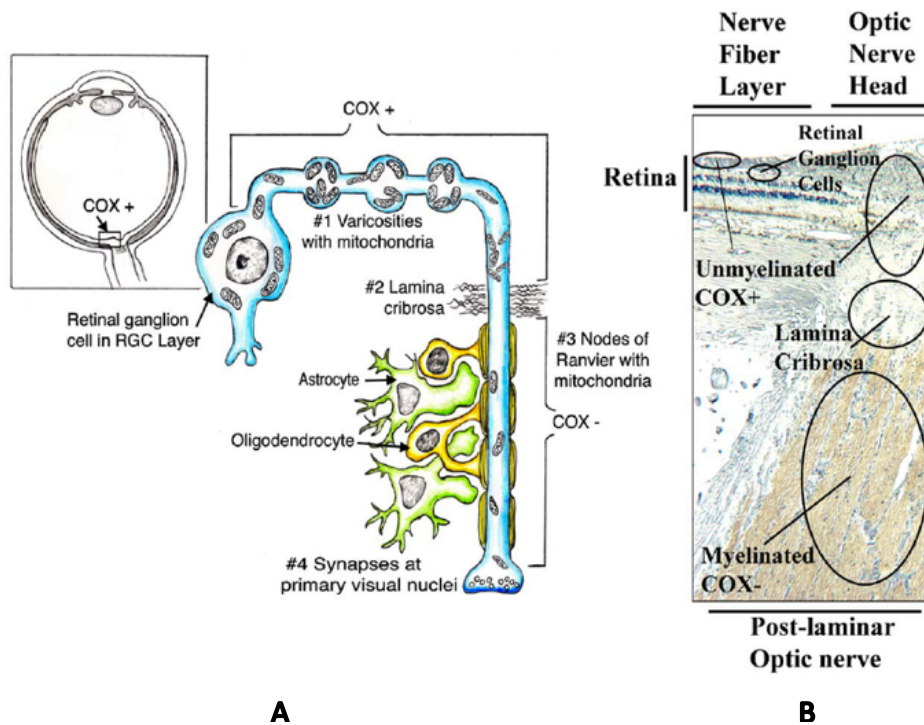 COX +
COX +
#1 Varicosities
with mitochondria
#2 Lamina
cribrosa
Retinal ganglion
cell in RGC Layer
#3 Nodes of
Ranvier with
mitochondria
Astrocyte
COX -
Oligodendrocyte
#4 Synapses at
primary visual nuclei
A
Nerve
Fiber
Layer
Optic
Nerve
Head
Retinal
Ganglion
Cells
Retina
Unmyelinated
COX+
Lamina
Cribrosa
Myelinated
COX-
Post-laminar
Optic nerve
B